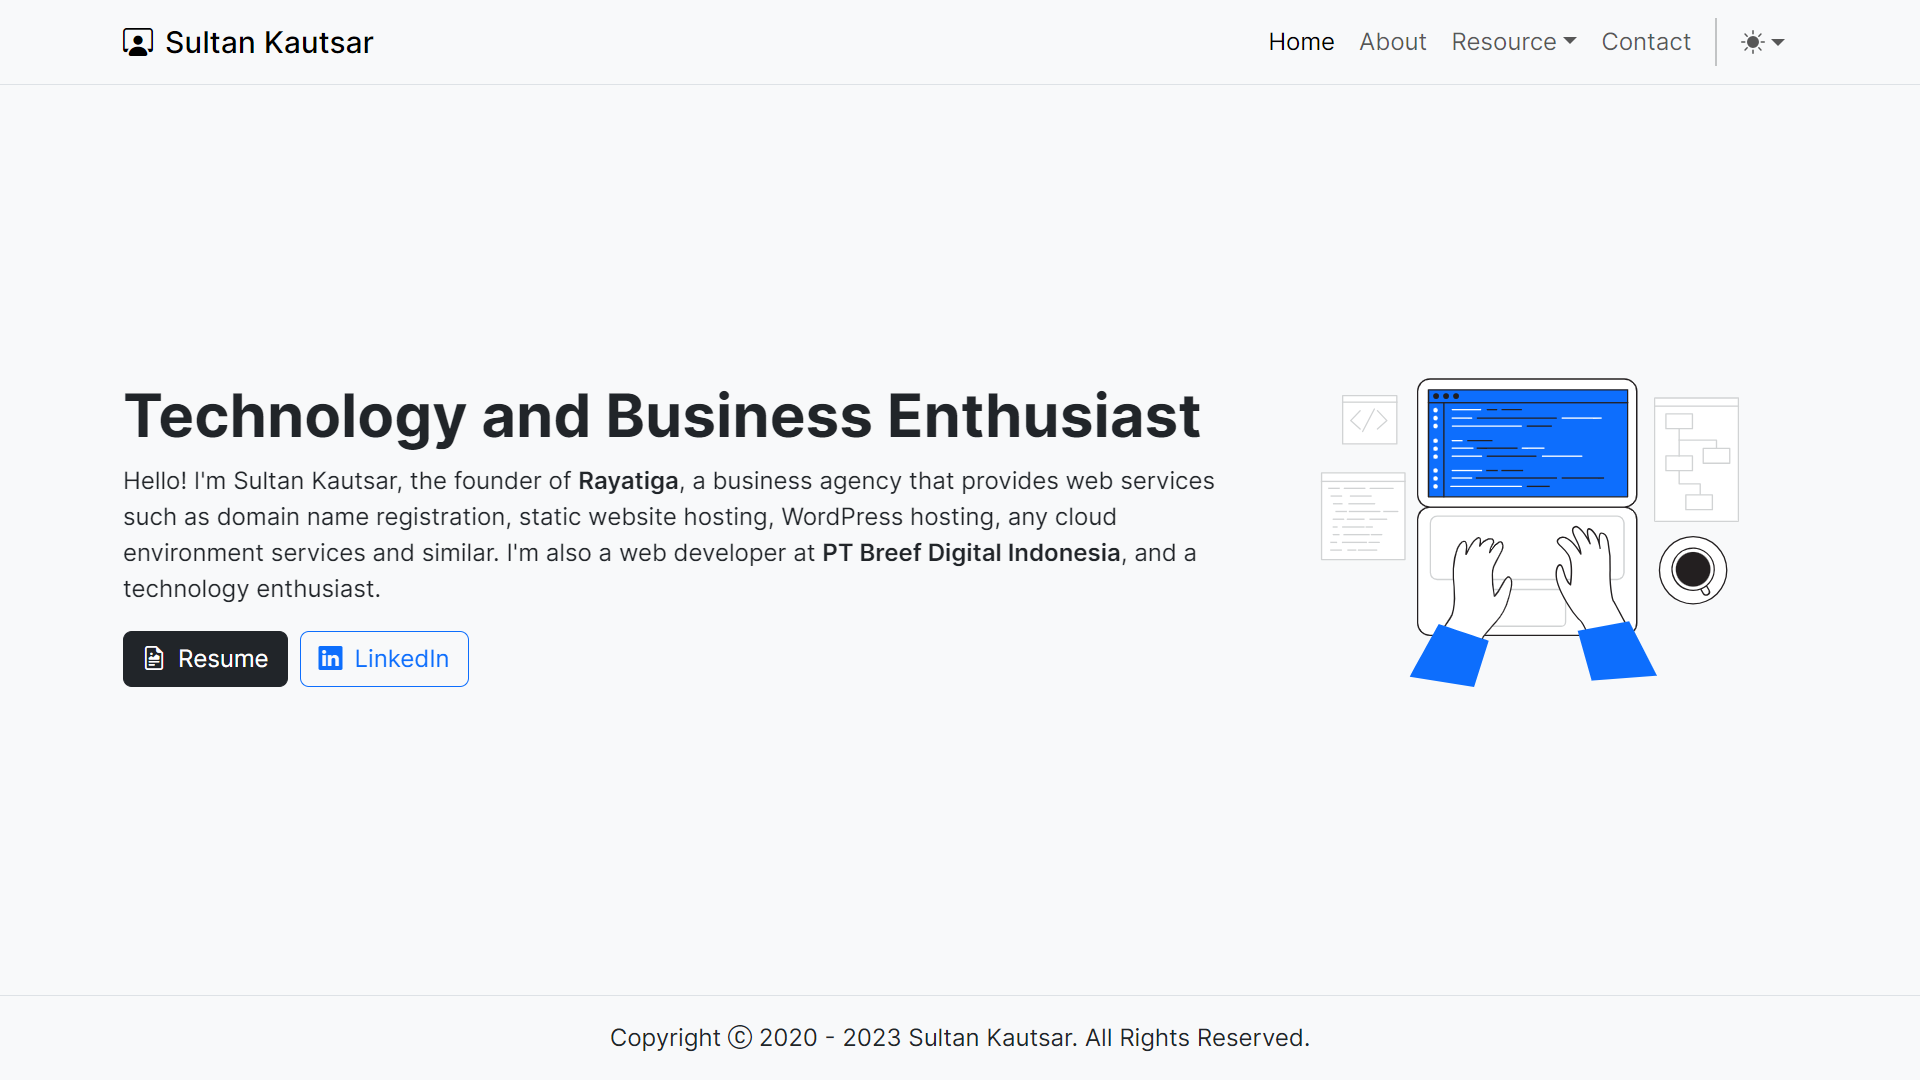 Sultan Kautsar
Home About Resource Contact
Technology and Business Enthusiast
Hello! I'm Sultan Kautsar, the founder of Rayatiga, a business agency that provides web services
such as domain name registration, static website hosting, WordPress hosting, any cloud
environment services and similar. I'm also a web developer at PT Breef Digital Indonesia, and a
technology enthusiast.
Resume LinkedIn
Copyright © 2020 - 2023 Sultan Kautsar. All Rights Reserved.